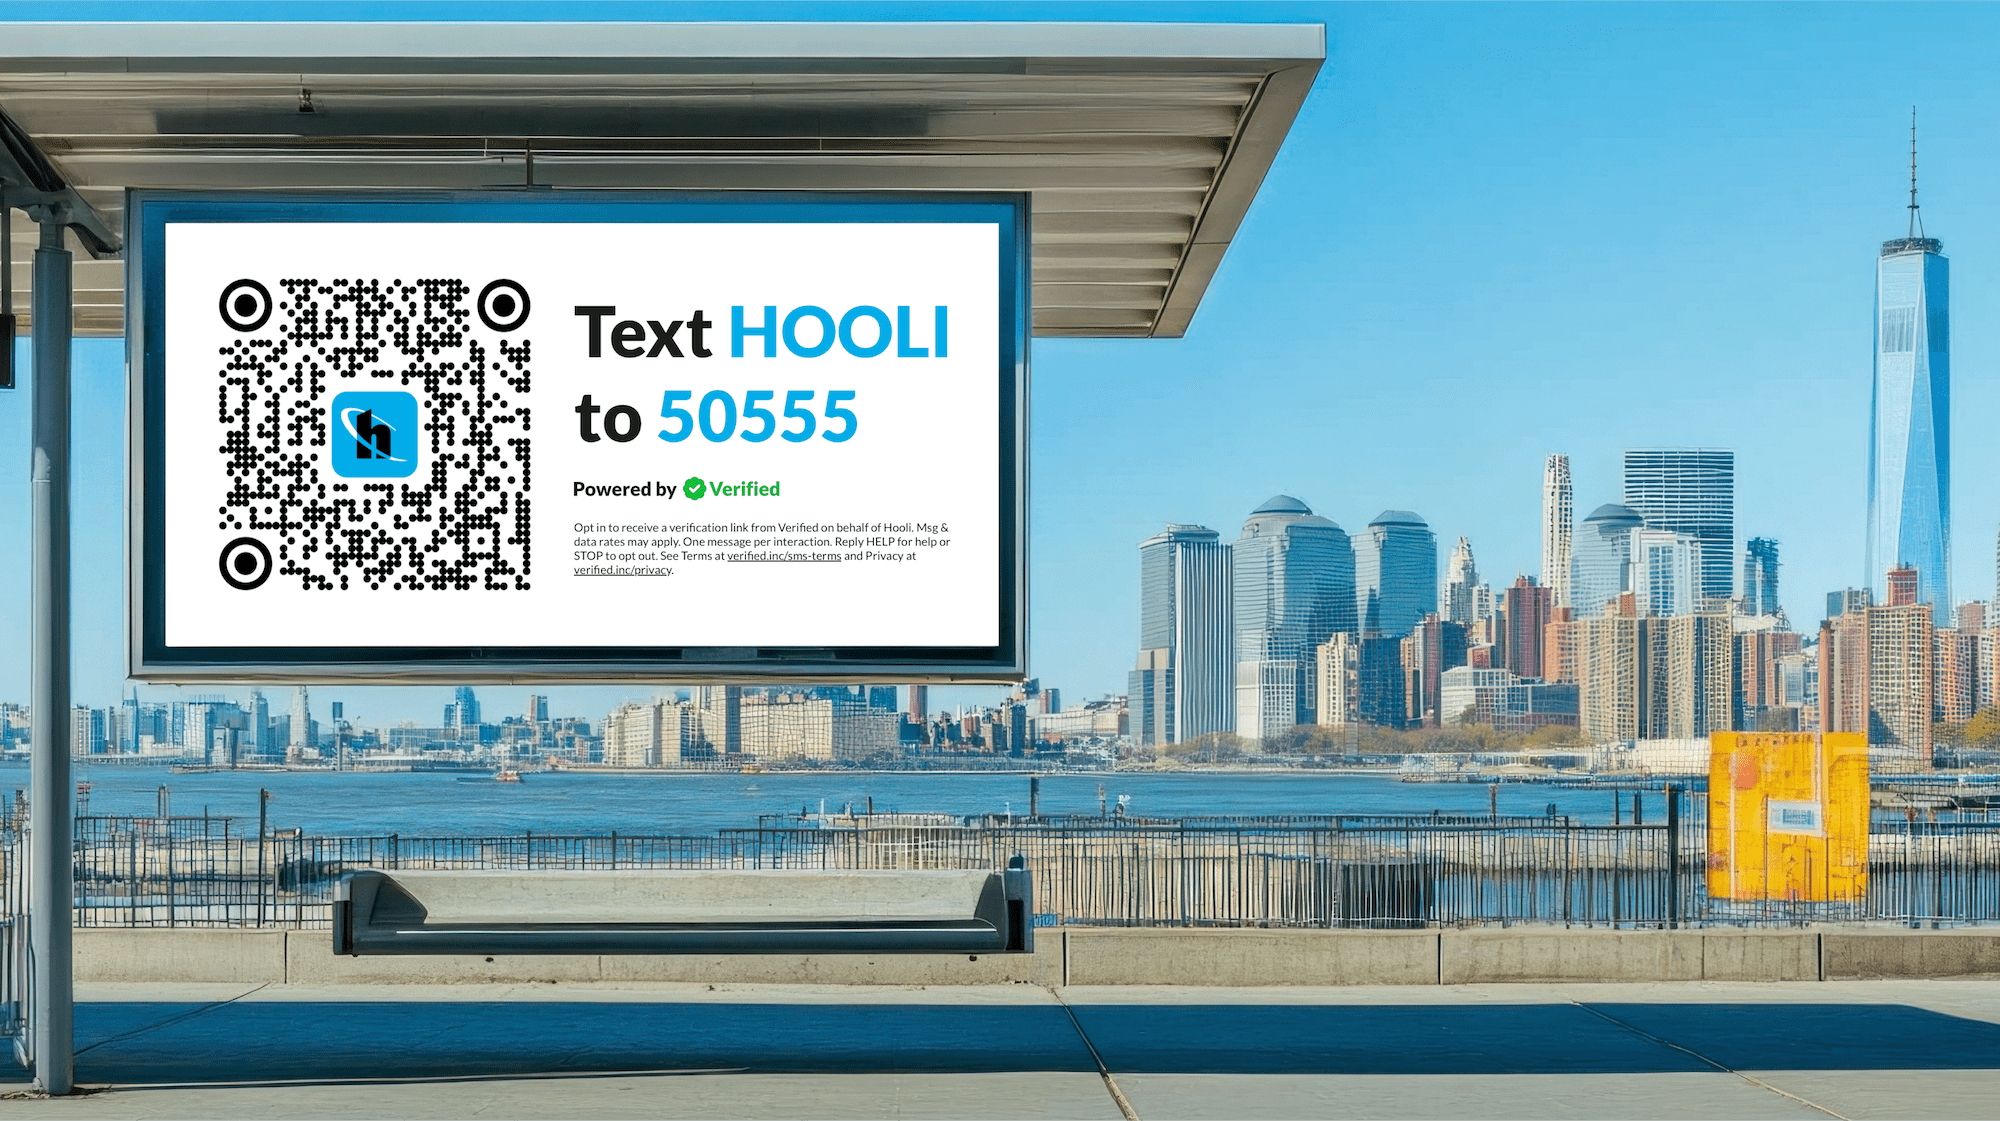 Text HOOLI
to 50555
Powered by Verified
Opt in to receive a verification link from Verified on behalf of Hooli. Msg &
data rates may apply. One message per interaction. Reply HELP for help or
STOP to opt out. See Terms at verified.inc/sms-terms and Privacy at
verified.inc/privacy.
h